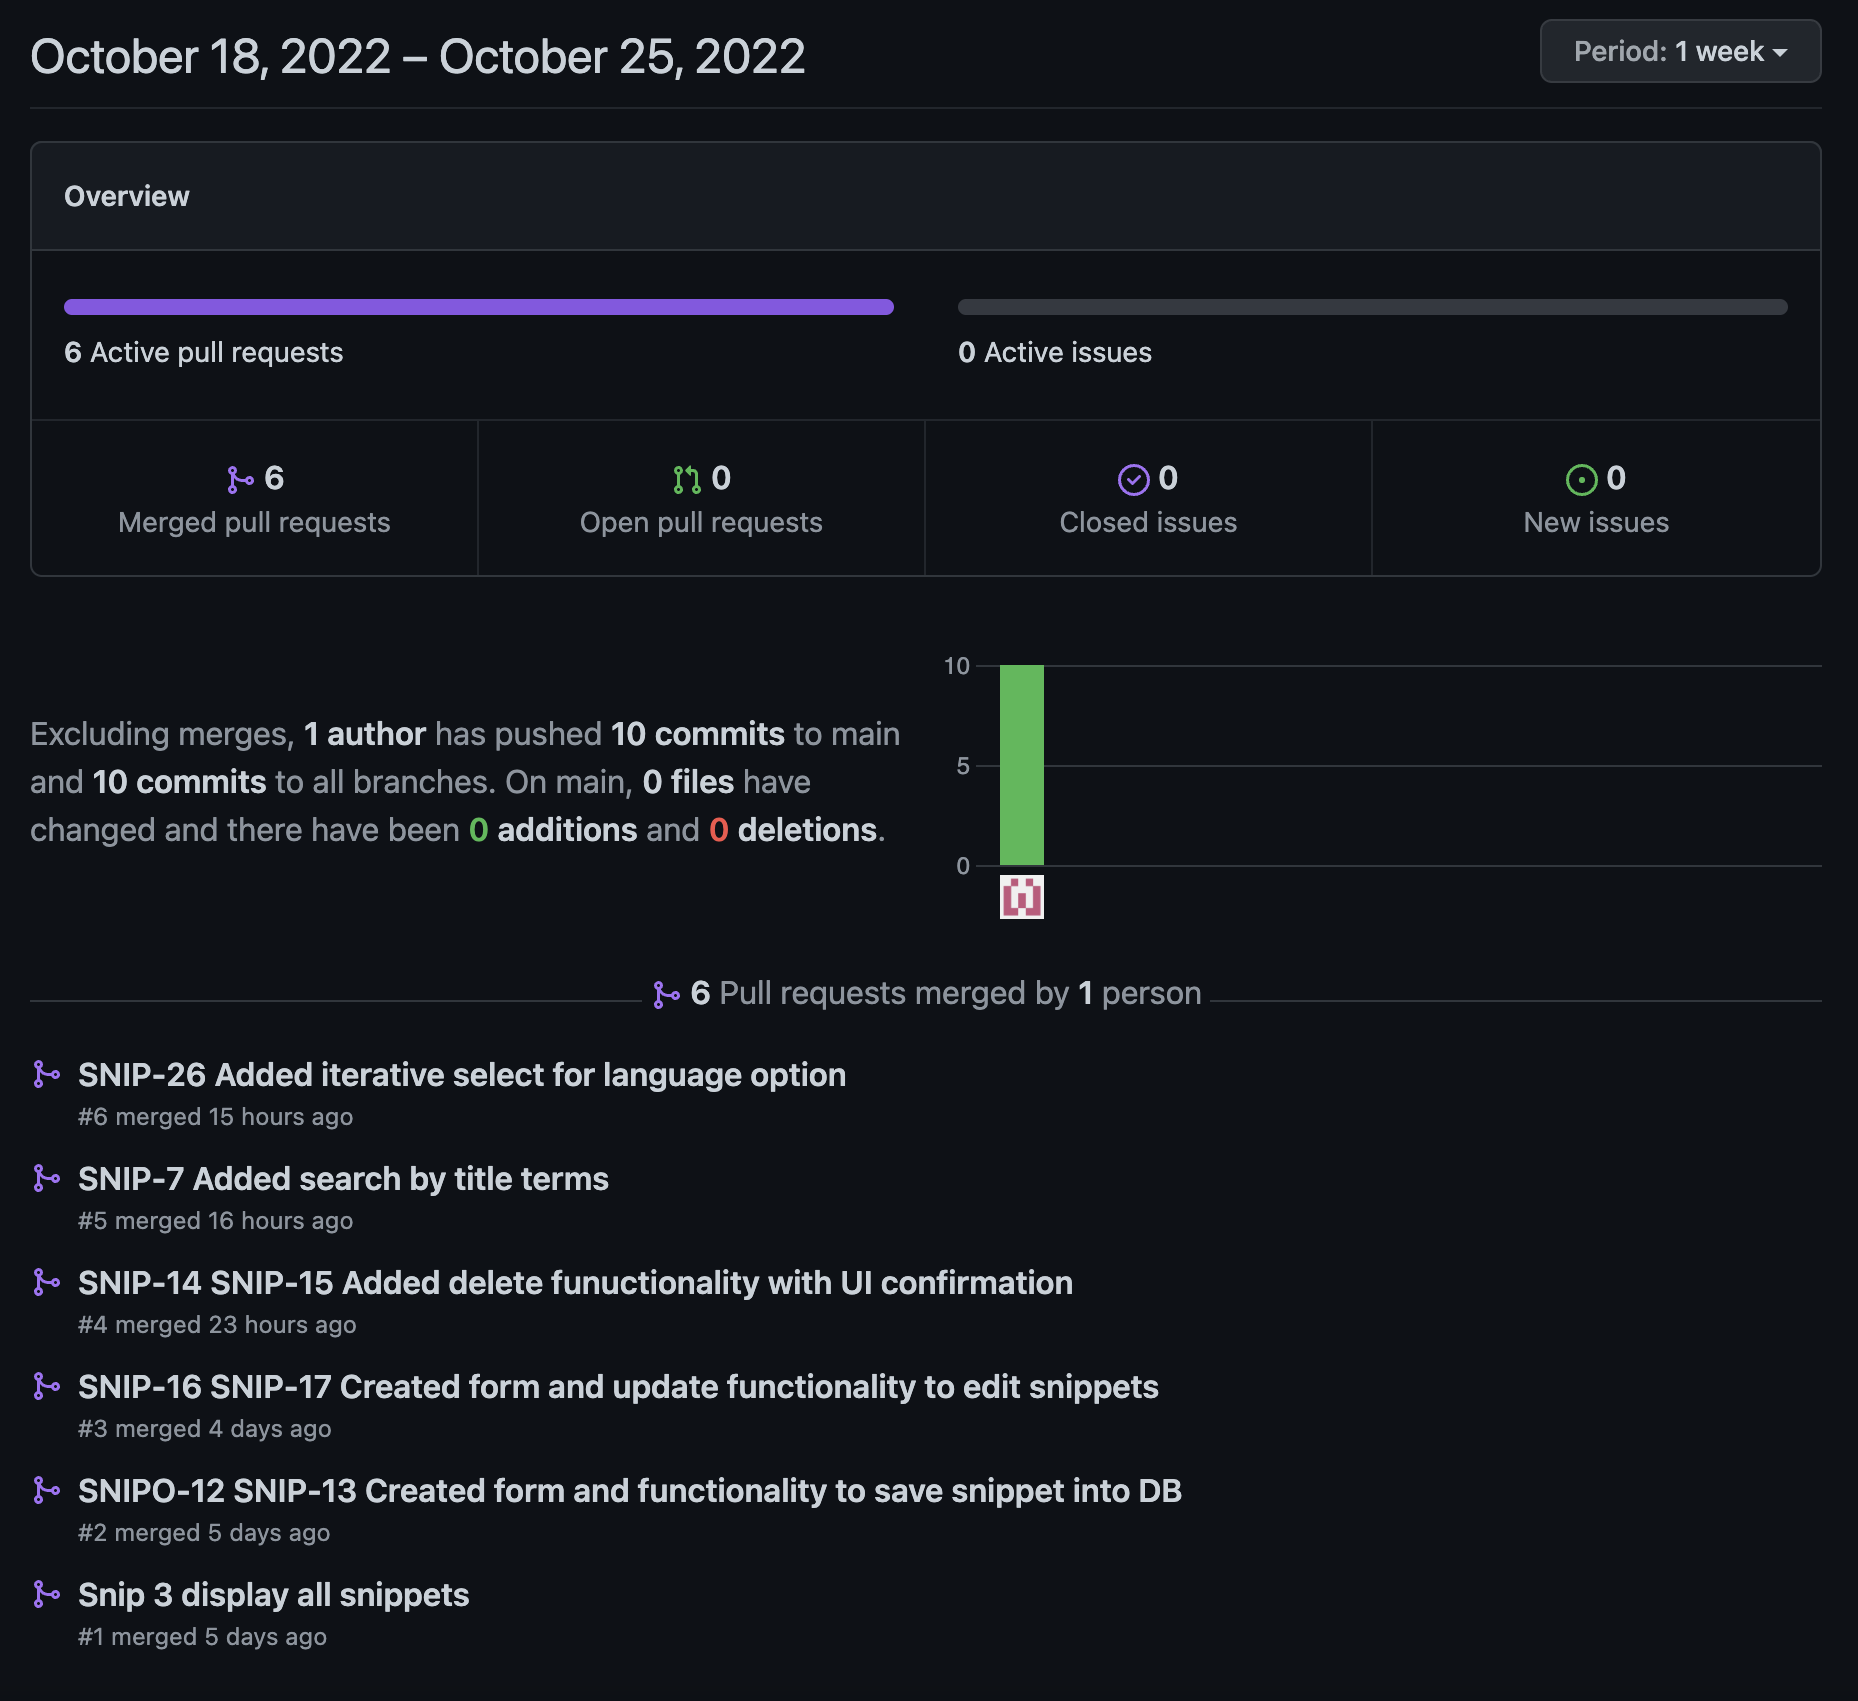 October 18, 2022 – October 25, 2022
Period: 1 week
Overview
6 Active pull requests
0 Active issues
6
Merged pull requests
0
Open pull requests
0
Closed issues
0
New issues
Excluding merges, 1 author has pushed 10 commits to main
and 10 commits to all branches. On main, 0 files have
changed and there have been 0 additions and 0 deletions.
10
5
0
6 Pull requests merged by 1 person
SNIP-26 Added iterative select for language option
#6 merged 15 hours ago
SNIP-7 Added search by title terms
#5 merged 16 hours ago
SNIP-14 SNIP-15 Added delete funuctionality with UI confirmation
#4 merged 23 hours ago
SNIP-16 SNIP-17 Created form and update functionality to edit snippets
#3 merged 4 days ago
SNIPO-12 SNIP-13 Created form and functionality to save snippet into DB
#2 merged 5 days ago
Snip 3 display all snippets
#1 merged 5 days ago